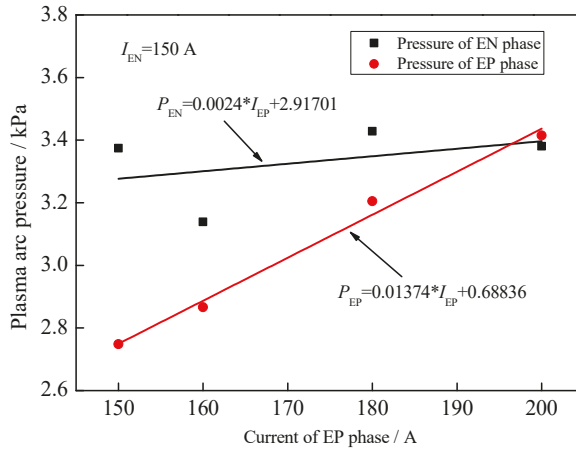 3.8
3.6
3.4
3.2
3.0
2.8
2.6
Plasma arc pressure / kPa
I_EN=150 A
Pressure of EN phase
Pressure of EP phase
P_EN=0.0024*I_EP+2.91701
P_EP=0.01374*I_EP+0.68836
150 160 170 180 190 200
Current of EP phase / A